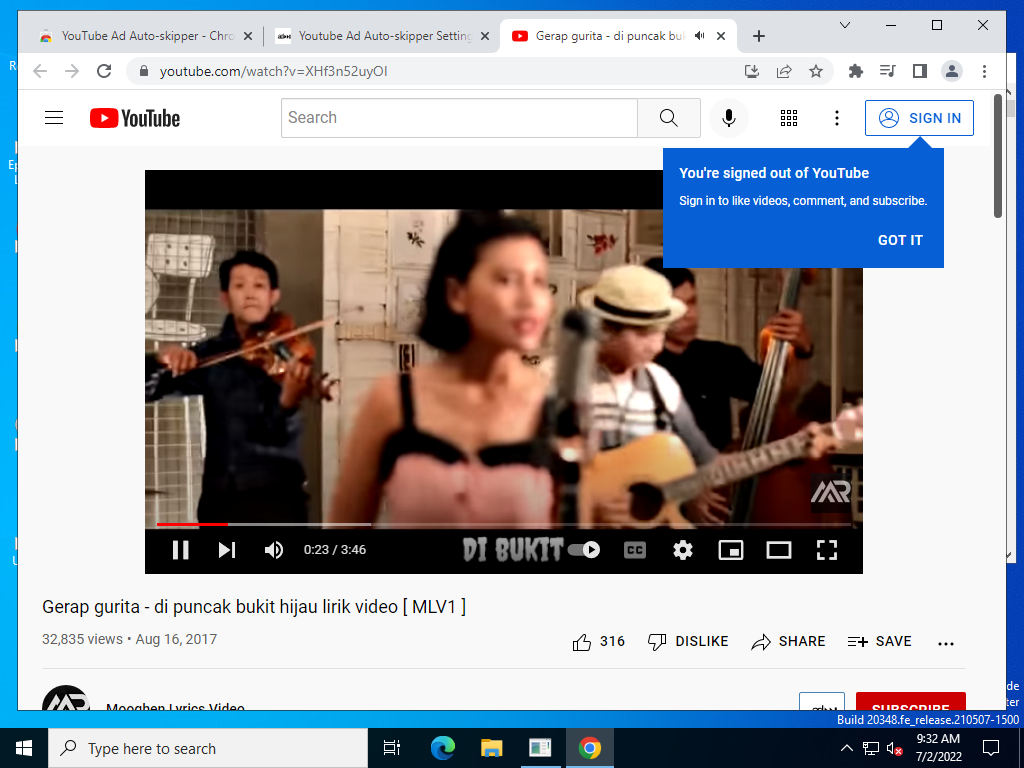 YouTube Ad Auto-skipper - Chro
Youtube Ad Auto-skipper Setting
Gerap gurita - di puncak buk
youtube.com/watch?v=XHf3n52uyOI
YouTube
Search
SIGN IN
You're signed out of YouTube
Sign in to like videos, comment, and subscribe.
GOT IT
MR
0:23 / 3:46
DI BUKIT
CC
Gerap gurita - di puncak bukit hijau lirik video [ MLV1 ]
32,835 views • Aug 16, 2017
316
DISLIKE
SHARE
SAVE
Mooghen Lyrics Video
SUBSCRIBE
Build 20348.fe_release.210507-1500
Type here to search
9:32 AM
7/2/2022